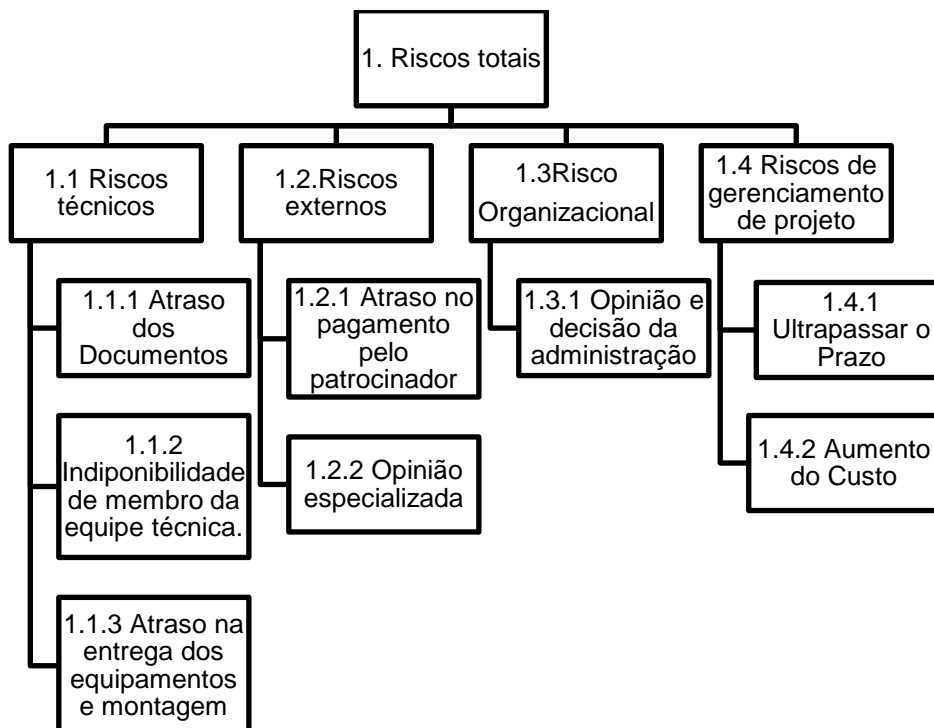 1. Riscos totais
1.1 Riscos
técnicos
1.1.1 Atraso
dos
Documentos
1.1.2
Indiponibilidade
de membro da
equipe técnica.
1.1.3 Atraso na
entrega dos
equipamentos
e montagem
1.2.Riscos
externos
1.2.1 Atraso no
pagamento
pelo
patrocinador
1.2.2 Opinião
especializada
1.3Risco
Organizacional
1.3.1 Opinião e
decisão da
administração
1.4 Riscos de
gerenciamento
de projeto
1.4.1
Ultrapassar o
Prazo
1.4.2 Aumento
do Custo